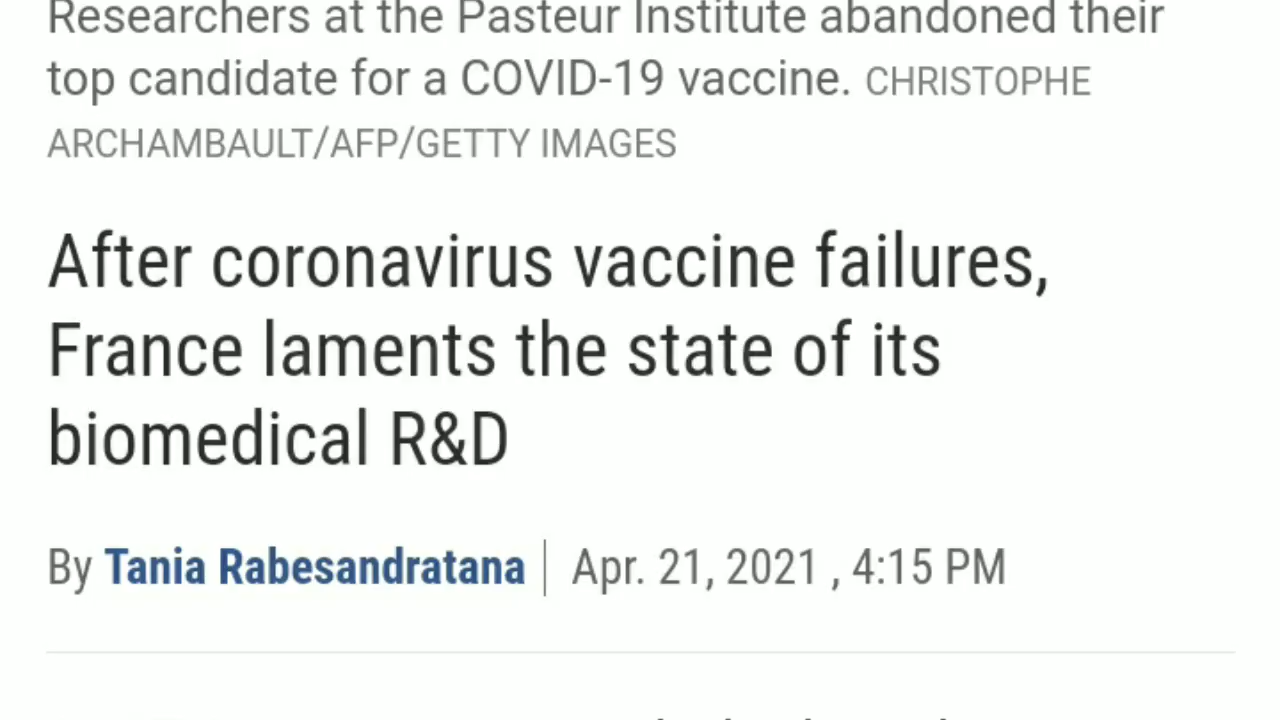 Researchers at the Pasteur Institute abandoned their
top candidate for a COVID-19 vaccine. CHRISTOPHE
ARCHAMBAULT/AFP/GETTY IMAGES
After coronavirus vaccine failures,
France laments the state of its
biomedical R&D
By Tania Rabesandratana | Apr. 21, 2021 , 4:15 PM